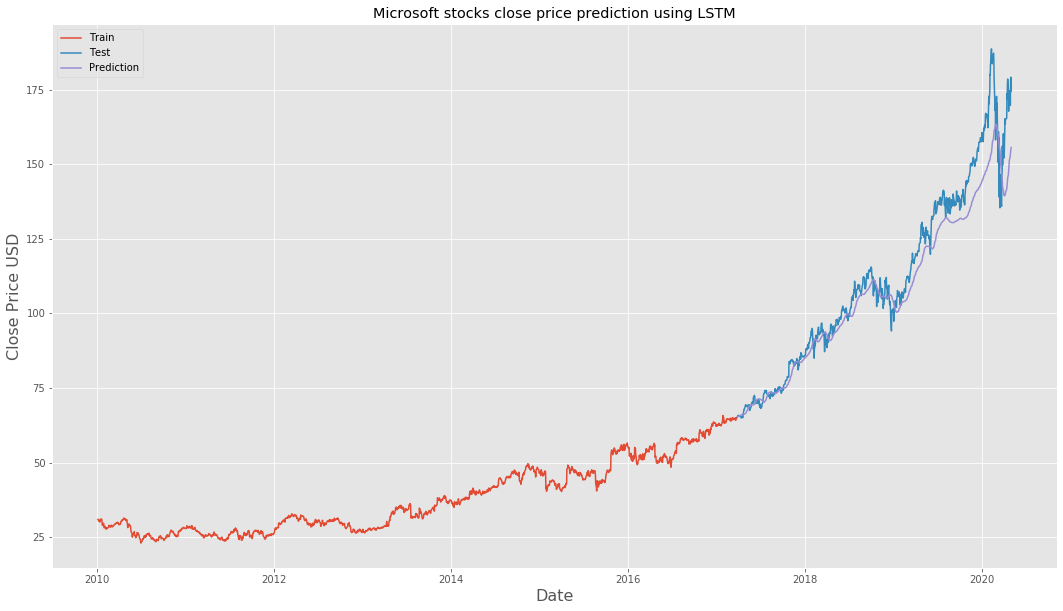 Microsoft stocks close price prediction using LSTM
Train
Test
Prediction
Close Price USD
175
150
125
100
75
50
25
2010
2012
2014
2016
2018
2020
Date